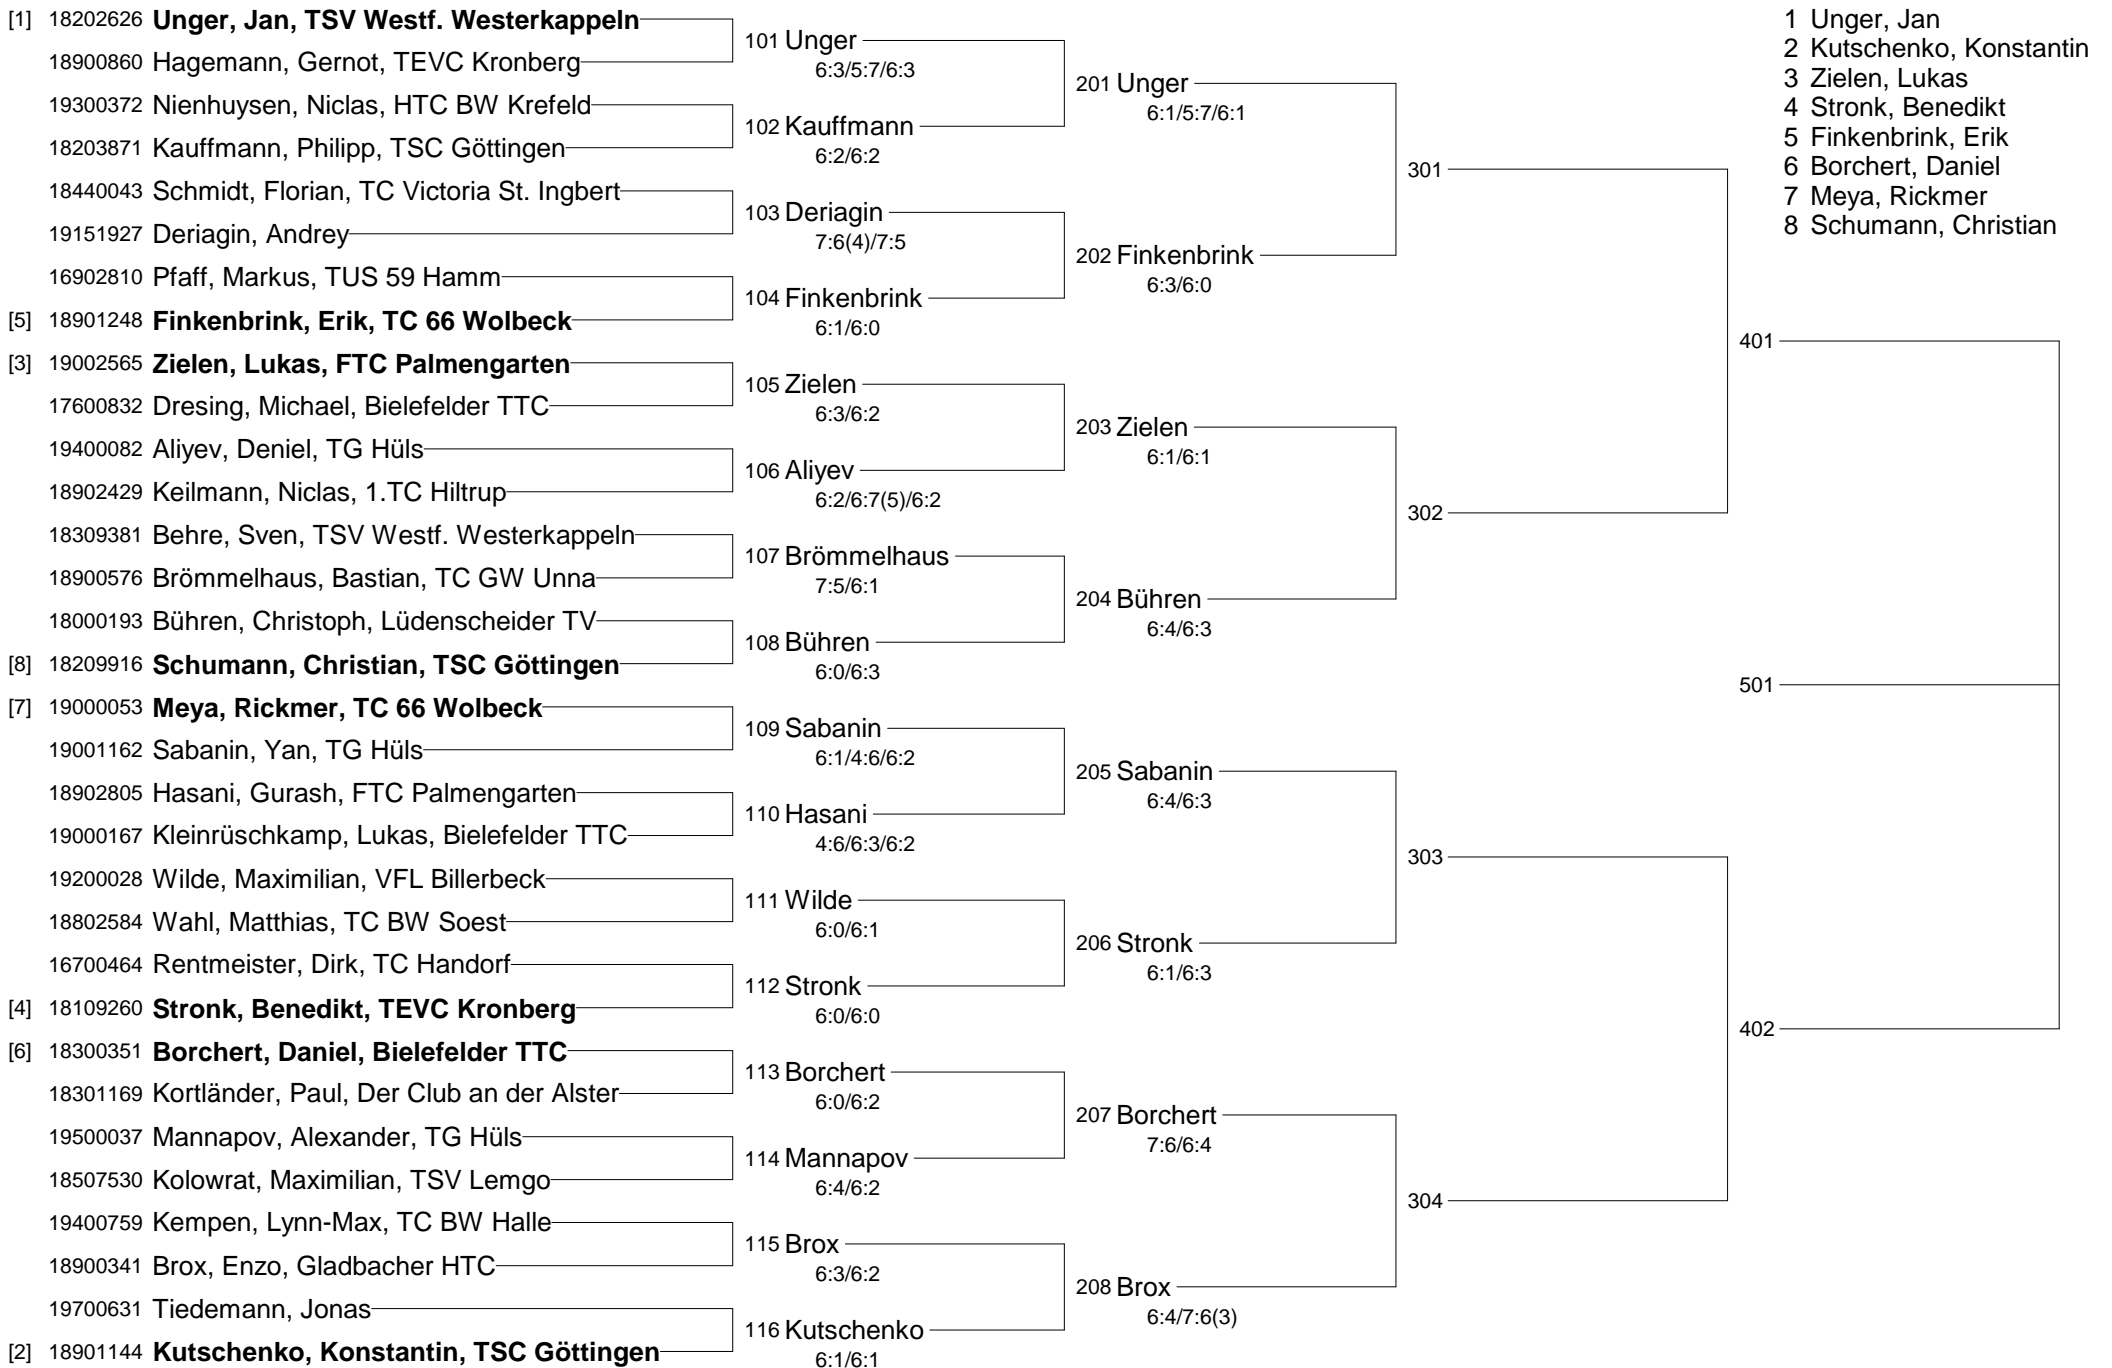 [1] 18202626 Unger, Jan, TSV Westf. Westerkappeln
18900860 Hagemann, Gernot, TEVC Kronberg
19300372 Nienhuysen, Niclas, HTC BW Krefeld
18203871 Kauffmann, Philipp, TSC Göttingen
18440043 Schmidt, Florian, TC Victoria St. Ingbert
19151927 Deriagin, Andrey
16902810 Pfaff, Markus, TUS 59 Hamm
[5] 18901248 Finkenbrink, Erik, TC 66 Wolbeck
[3] 19002565 Zielen, Lukas, FTC Palmengarten
17600832 Dresing, Michael, Bielefelder TTC
19400082 Aliyev, Deniel, TG Hüls
18902429 Keilmann, Niclas, 1.TC Hiltrup
18309381 Behre, Sven, TSV Westf. Westerkappeln
18900576 Brömmelhaus, Bastian, TC GW Unna
18000193 Bühren, Christoph, Lüdenscheider TV
[8] 18209916 Schumann, Christian, TSC Göttingen
[7] 19000053 Meya, Rickmer, TC 66 Wolbeck
19001162 Sabanin, Yan, TG Hüls
18902805 Hasani, Gurash, FTC Palmengarten
19000167 Kleinrüschkamp, Lukas, Bielefelder TTC
19200028 Wilde, Maximilian, VFL Billerbeck
18802584 Wahl, Matthias, TC BW Soest
16700464 Rentmeister, Dirk, TC Handorf
[4] 18109260 Stronk, Benedikt, TEVC Kronberg
[6] 18300351 Borchert, Daniel, Bielefelder TTC
18301169 Kortländer, Paul, Der Club an der Alster
19500037 Mannapov, Alexander, TG Hüls
18507530 Kolowrat, Maximilian, TSV Lemgo
19400759 Kempen, Lynn-Max, TC BW Halle
18900341 Brox, Enzo, Gladbacher HTC
19700631 Tiedemann, Jonas
[2] 18901144 Kutschenko, Konstantin, TSC Göttingen
101 Unger
6:3/5:7/6:3
102 Kauffmann
6:2/6:2
103 Deriagin
7:6(4)/7:5
104 Finkenbrink
6:1/6:0
105 Zielen
6:3/6:2
106 Aliyev
6:2/6:7(5)/6:2
107 Brömmelhaus
7:5/6:1
108 Bühren
6:0/6:3
109 Sabanin
6:1/4:6/6:2
110 Hasani
4:6/6:3/6:2
111 Wilde
6:0/6:1
112 Stronk
6:0/6:0
113 Borchert
6:0/6:2
114 Mannapov
6:4/6:2
115 Brox
6:3/6:2
116 Kutschenko
6:1/6:1
201 Unger
6:1/5:7/6:1
202 Finkenbrink
6:3/6:0
203 Zielen
6:1/6:1
204 Bühren
6:4/6:3
205 Sabanin
6:4/6:3
206 Stronk
6:1/6:3
207 Borchert
7:6/6:4
208 Brox
6:4/7:6(3)
301
302
303
304
401
501
402
1 Unger, Jan
2 Kutschenko, Konstantin
3 Zielen, Lukas
4 Stronk, Benedikt
5 Finkenbrink, Erik
6 Borchert, Daniel
7 Meya, Rickmer
8 Schumann, Christian